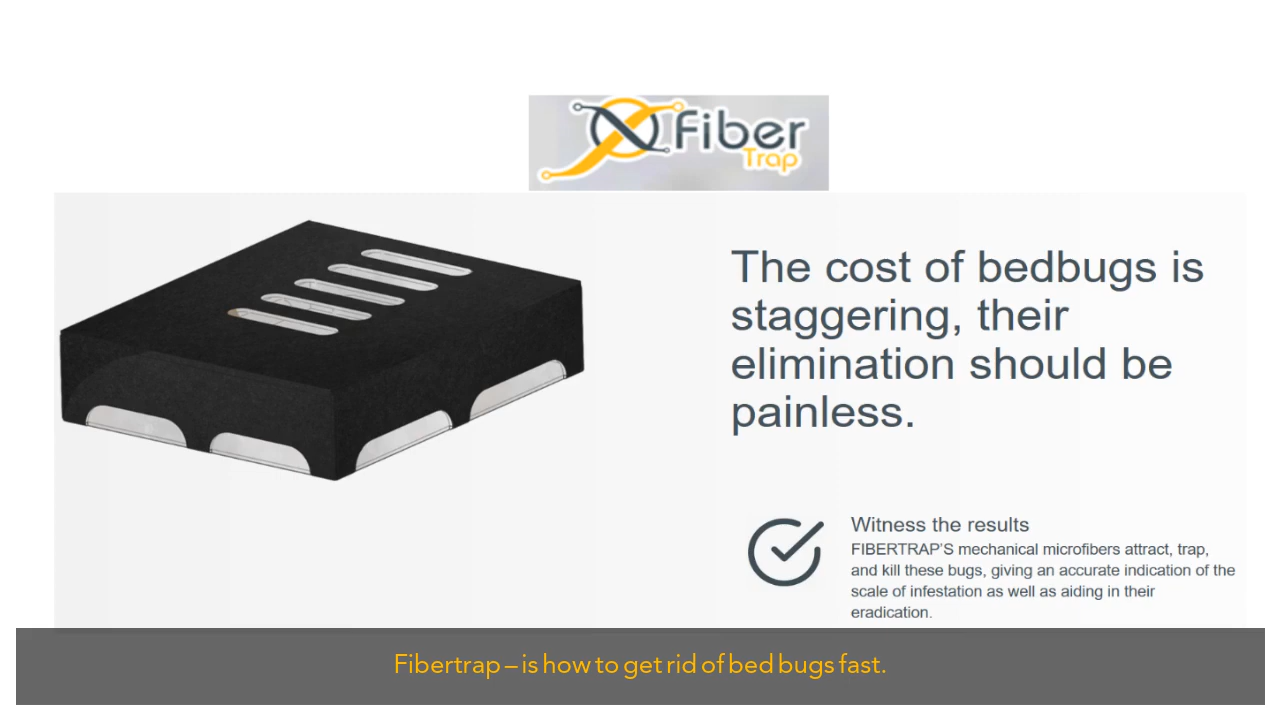 Fiber
Trap
The cost of bedbugs is
staggering, their
elimination should be
painless.
Witness the results
FIBERTRAP'S mechanical microfibers attract, trap,
and kill these bugs, giving an accurate indication of the
scale of infestation as well as aiding in their
eradication.
Fibertrap – is how to get rid of bed bugs fast.